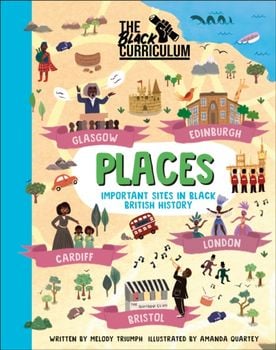 THE
BLACK
CURRICULUM
GLASGOW
EDINBURGH
PLACES
IMPORTANT SITES IN BLACK
BRITISH HISTORY
CARDIFF
LONDON
BRISTOL
WRITTEN BY MELODY TRIUMPH ILLUSTRATED BY AMANDA QUARTEY